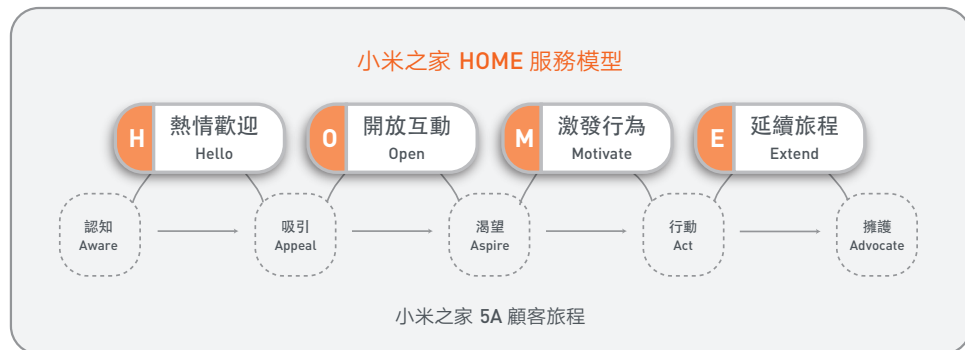 小米之家 HOME 服務模型
H
熱情歡迎
Hello
O
開放互動
Open
M
激發行為
Motivate
E
延續旅程
Extend
認知
Aware
吸引
Appeal
渴望
Aspire
行動
Act
擁護
Advocate
小米之家 5A 顧客旅程